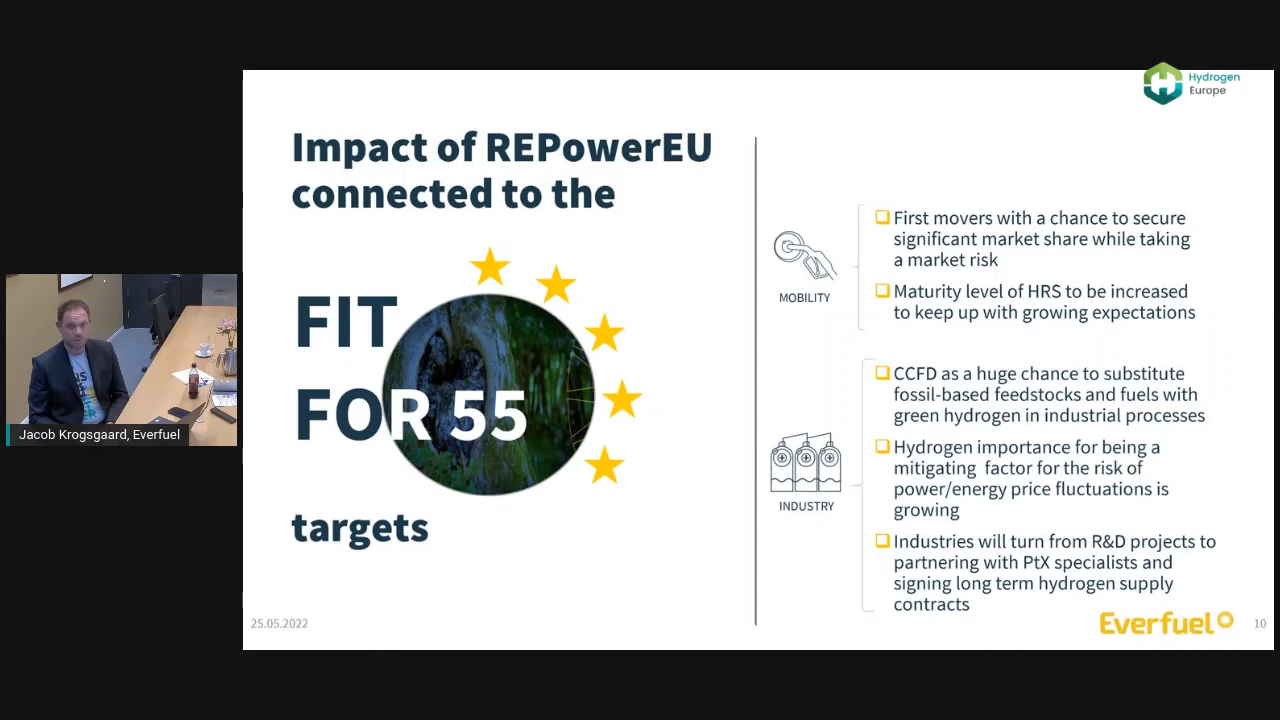 Hydrogen
Europe
Impact of REPowerEU
connected to the
FIT
FOR 55
targets
MOBILITY
First movers with a chance to secure
significant market share while taking
a market risk
Maturity level of HRS to be increased
to keep up with growing expectations
INDUSTRY
CCFD as a huge chance to substitute
fossil-based feedstocks and fuels with
green hydrogen in industrial processes
Hydrogen importance for being a
mitigating factor for the risk of
power/energy price fluctuations is
growing
Industries will turn from R&D projects to
partnering with PtX specialists and
signing long term hydrogen supply
contracts
25.05.2022
Everfuel
10
Jacob Krogsgaard, Everfuel